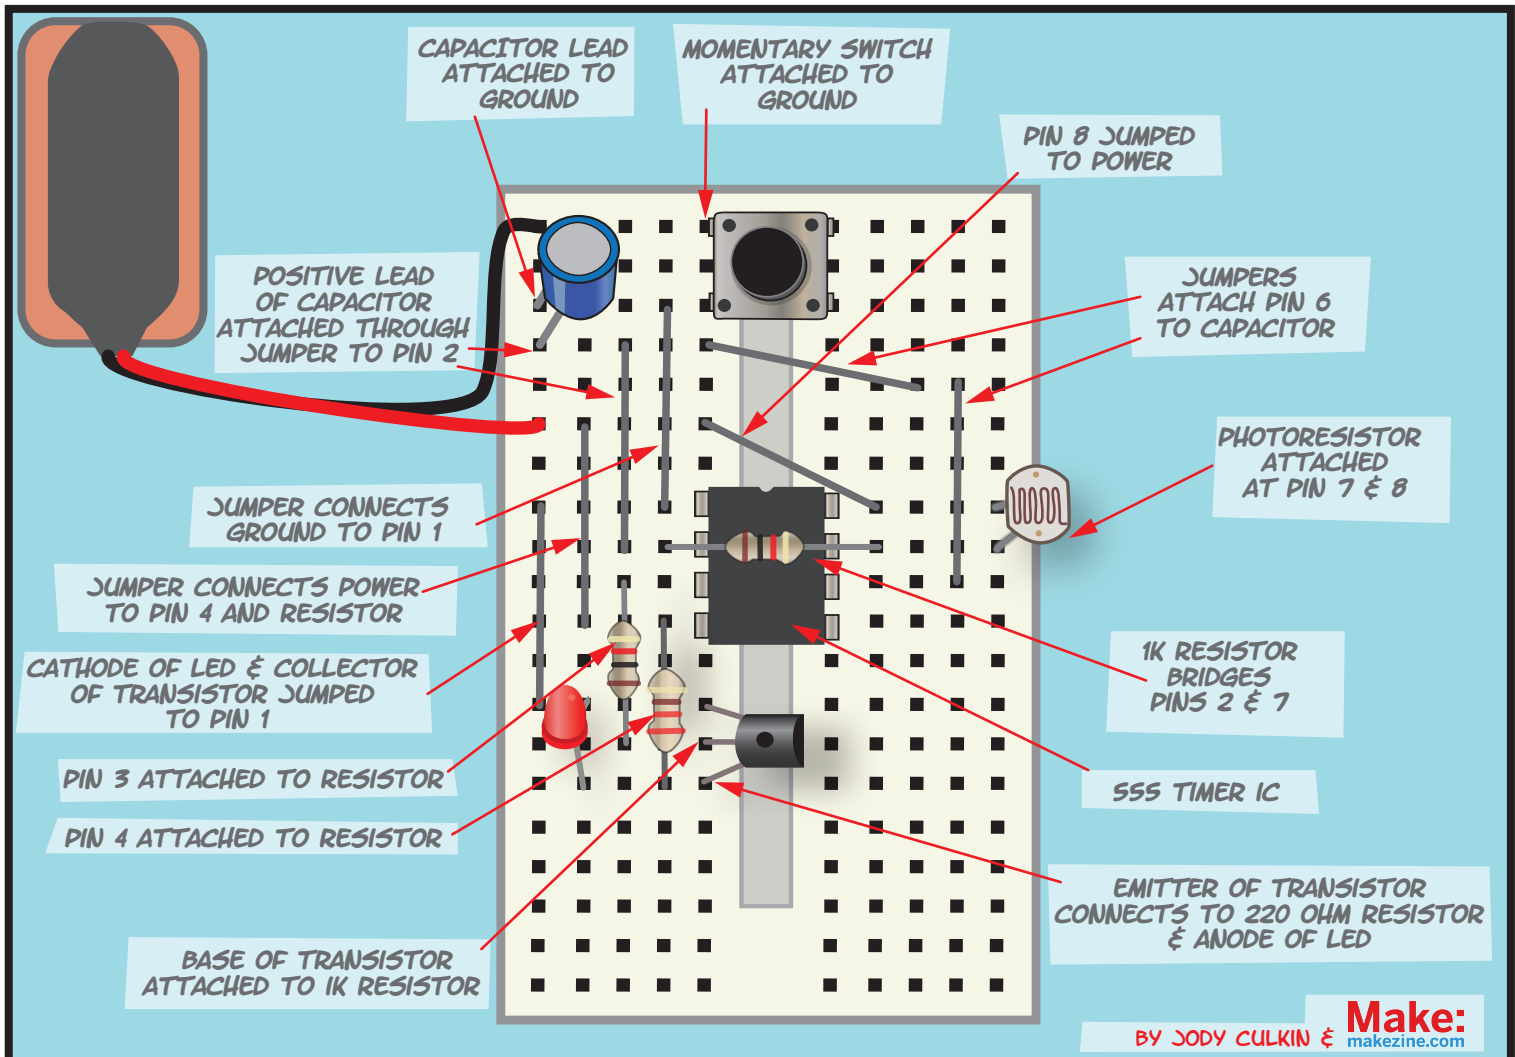 CAPACITOR LEAD
ATTACHED TO
GROUND
MOMENTARY SWITCH
ATTACHED TO
GROUND
PIN 8 JUMPED
TO POWER
POSITIVE LEAD
OF CAPACITOR
ATTACHED THROUGH
JUMPER TO PIN 2
JUMPERS
ATTACH PIN 6
TO CAPACITOR
PHOTORESISTOR
ATTACHED
AT PIN 7 & 8
JUMPER CONNECTS
GROUND TO PIN 1
JUMPER CONNECTS POWER
TO PIN 4 AND RESISTOR
CATHODE OF LED & COLLECTOR
OF TRANSISTOR JUMPED
TO PIN 1
1K RESISTOR
BRIDGES
PINS 2 & 7
PIN 3 ATTACHED TO RESISTOR
555 TIMER IC
PIN 4 ATTACHED TO RESISTOR
EMITTER OF TRANSISTOR
CONNECTS TO 220 OHM RESISTOR
& ANODE OF LED
BASE OF TRANSISTOR
ATTACHED TO 1K RESISTOR
BY JODY CULKIN & Make:
makezine.com